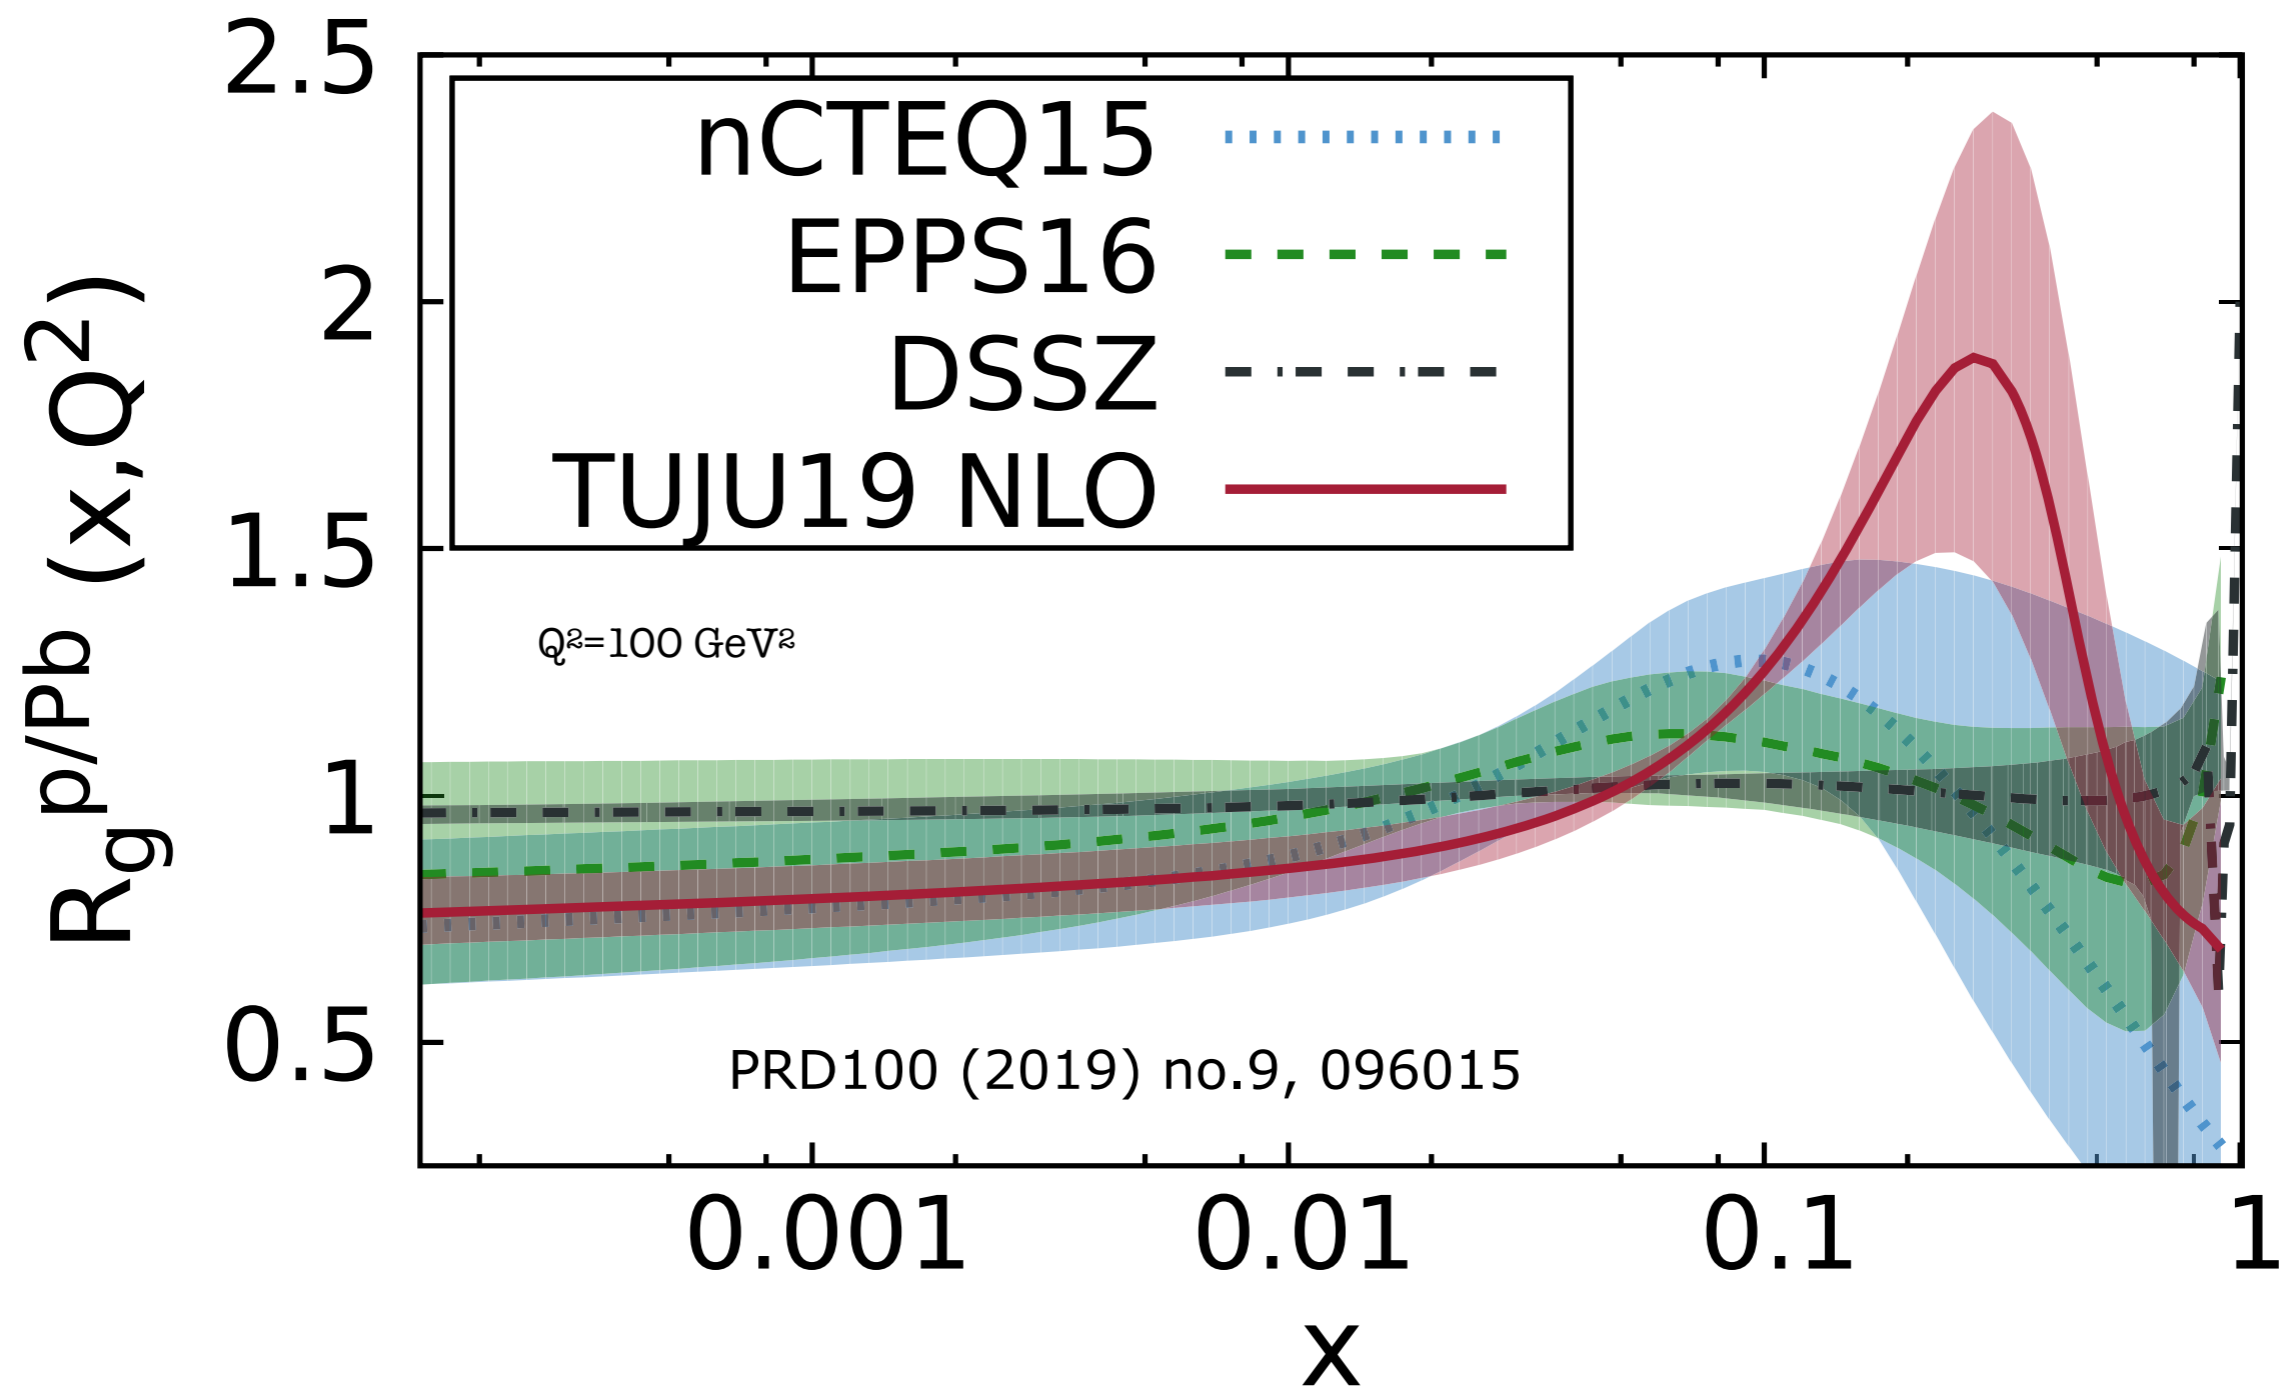 2.5
2
1.5
1
0.5
R_g^{p/Pb} (x,Q²)
nCTEQ15
EPPS16
DSSZ
TUJU19 NLO
Q²=100 GeV²
PRD100 (2019) no.9, 096015
0.001 0.01 0.1 1
x